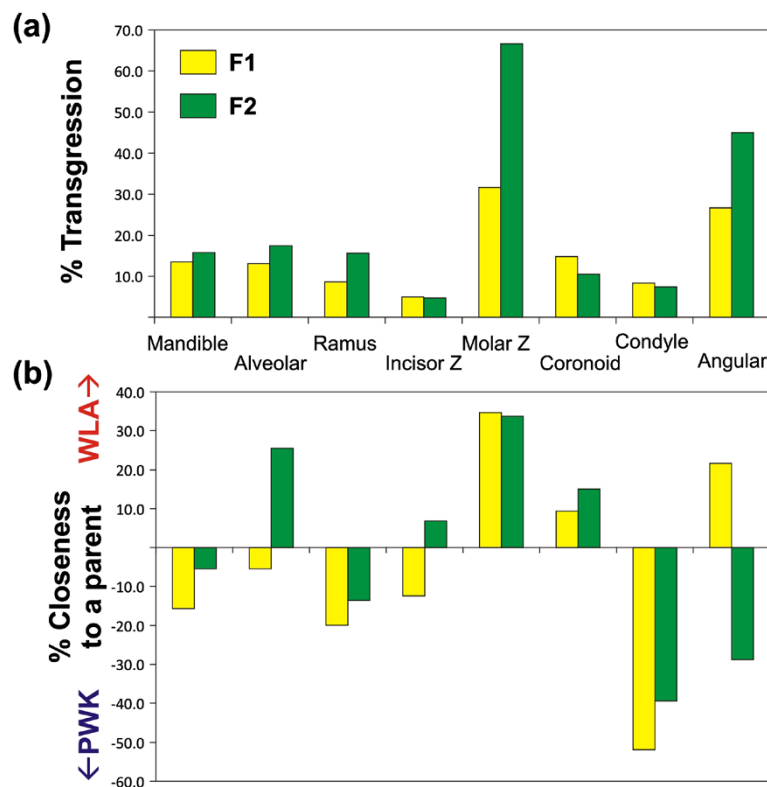 (a)
% Transgression
70.0
60.0
50.0
40.0
30.0
20.0
10.0
F1
F2
Mandible
Alveolar
Ramus
Incisor Z
Molar Z
Coronoid
Condyle
Angular
(b)
% Closeness
to a parent
←PWK
WLA→
40.0
30.0
20.0
10.0
-10.0
-20.0
-30.0
-40.0
-50.0
-60.0